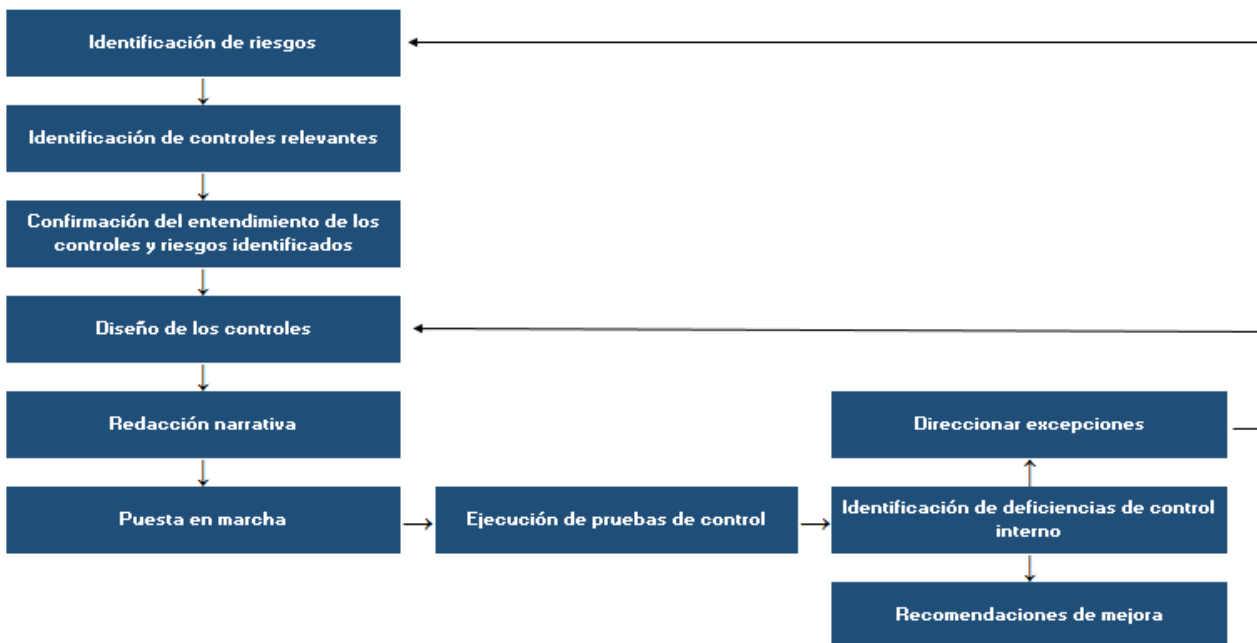 Identificación de riesgos
Identificación de controles relevantes
Confirmación del entendimiento de los
controles y riesgos identificados
Diseño de los controles
Redacción narrativa
Direccionar excepciones
Puesta en marcha
Ejecución de pruebas de control
Identificación de deficiencias de control
interno
Recomendaciones de mejora